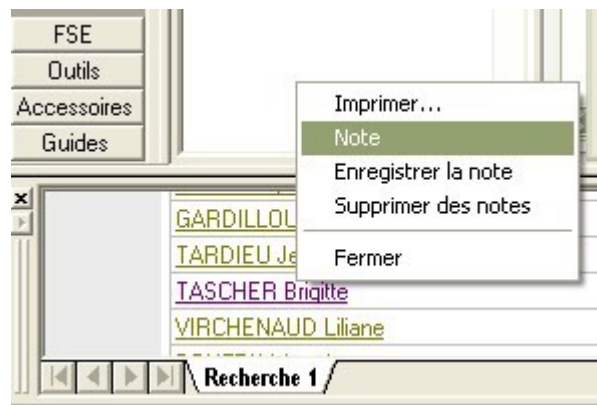 FSE
Outils
Accessoires
Guides
Imprimer...
Note
Enregistrer la note
Supprimer des notes
Fermer
TARDIEU
TASCHER Brigitte
VIRCHENAUD Liliane
Recherche 1